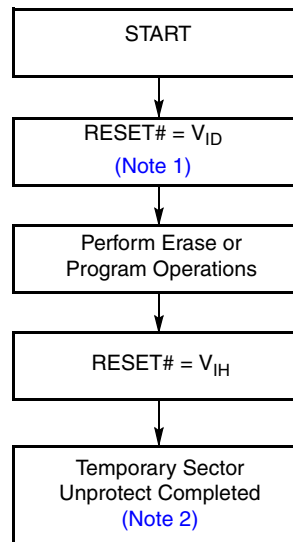 START
RESET# = VID
(Note 1)
Perform Erase or
Program Operations
RESET# = VIH
Temporary Sector
Unprotect Completed
(Note 2)